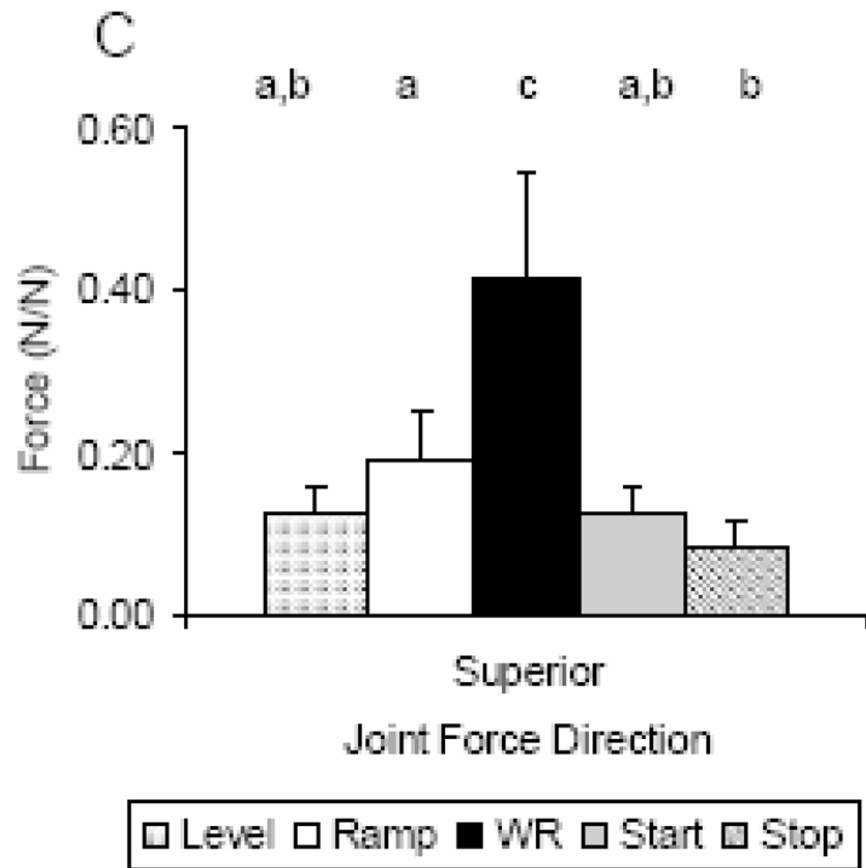 C
a,b a c a,b b
0.60
0.40
0.20
0.00
Force (N/N)
Superior
Joint Force Direction
Level Ramp WR Start Stop